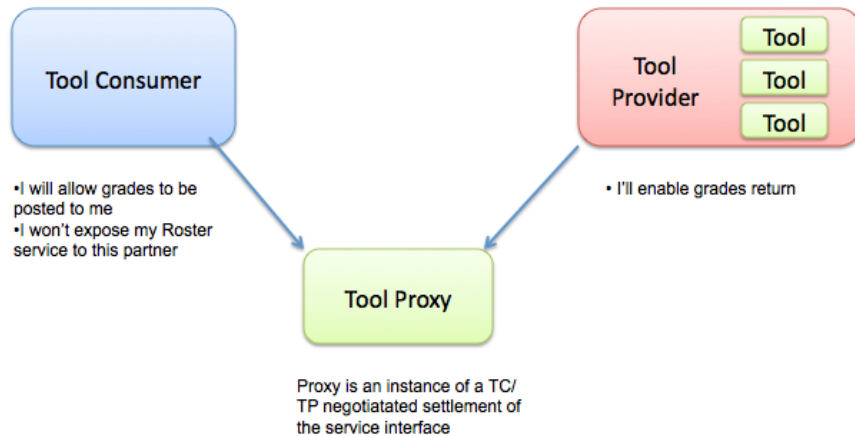 Tool Consumer
Tool
Provider
Tool
Tool
Tool
•I will allow grades to be
posted to me
•I won't expose my Roster
service to this partner
• I'll enable grades return
Tool Proxy
Proxy is an instance of a TC/
TP negotiatated settlement of
the service interface